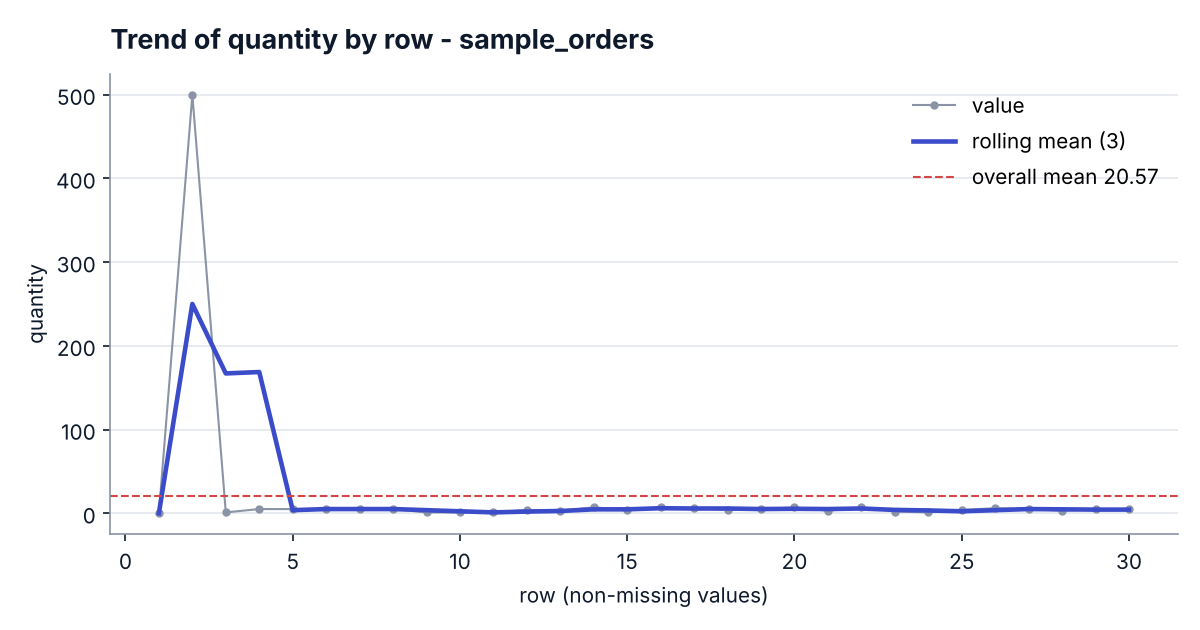 Trend of quantity by row - sample_orders
value
rolling mean (3)
overall mean 20.57
quantity
500
400
300
200
100
0
0 5 10 15 20 25 30
row (non-missing values)